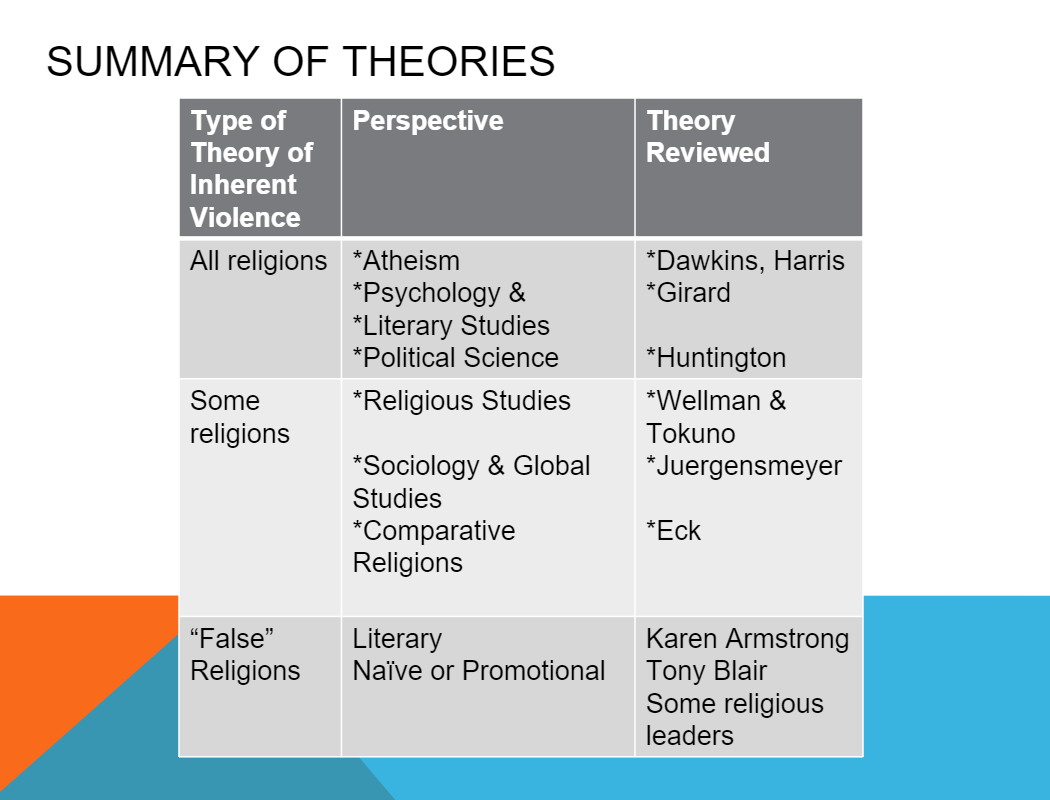 SUMMARY OF THEORIES
Type of
Theory of
Inherent
Violence
Perspective
Theory
Reviewed
All religions
*Atheism
*Psychology &
*Literary Studies
*Political Science
*Dawkins, Harris
*Girard
*Huntington
Some
religions
*Religious Studies
*Sociology & Global
Studies
*Comparative
Religions
*Wellman &
Tokuno
*Juergensmeyer
*Eck
“False”
Religions
Literary
Naïve or Promotional
Karen Armstrong
Tony Blair
Some religious
leaders